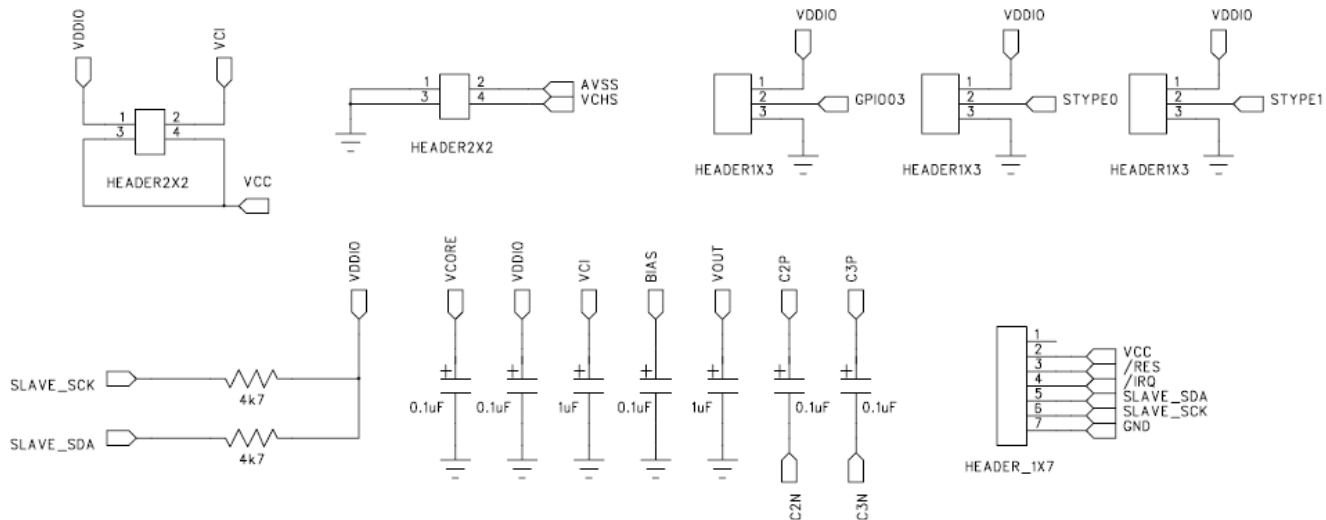 VDDIO
VCI
1 2
3 4
HEADER2X2
VCC
1 2 AVSS
3 4 VCHS
HEADER2X2
VDDIO
1
2 GPIO03
3
HEADER1X3
VDDIO
1
2 STYPE0
3
HEADER1X3
VDDIO
1
2 STYPE1
3
HEADER1X3
VDDIO
SLAVE_SCK
4k7
SLAVE_SDA
4k7
VCORE
+
0.1uF
VDDIO
+
0.1uF
VCI
+
1uF
BIAS
+
0.1uF
VOUT
+
1uF
C2P
+
0.1uF
C2N
C3P
+
0.1uF
C3N
1
2 VCC
3 /RES
4 /IRQ
5 SLAVE_SDA
6 SLAVE_SCK
7 GND
HEADER_1X7